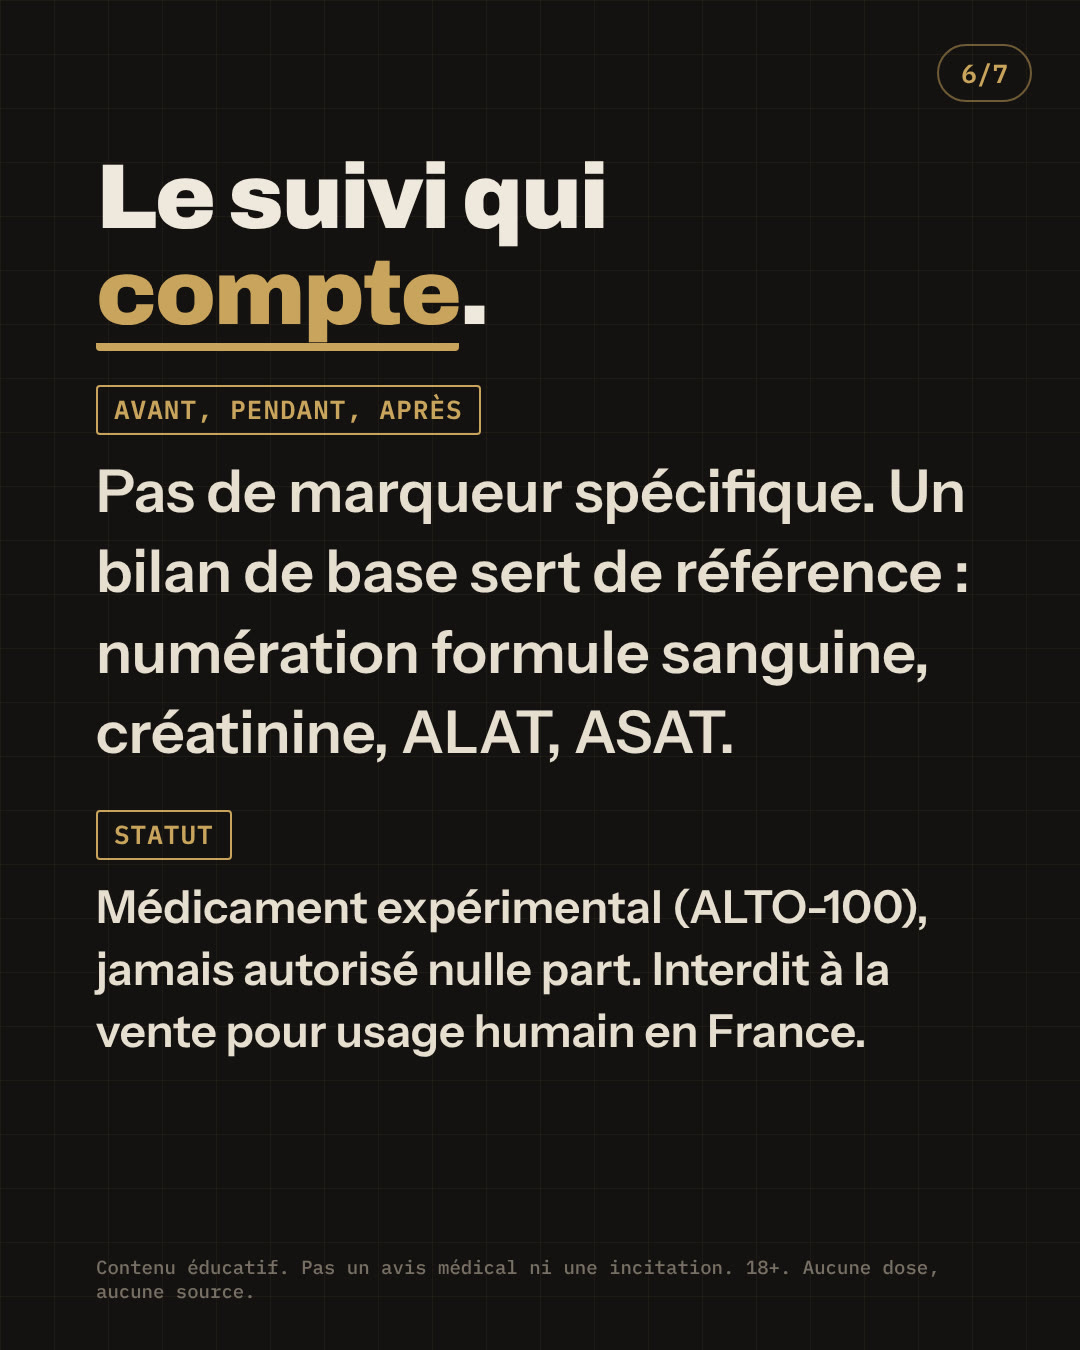 6/7
Le suivi qui
compte.
AVANT, PENDANT, APRÈS
Pas de marqueur spécifique. Un
bilan de base sert de référence :
numération formule sanguine,
créatinine, ALAT, ASAT.
STATUT
Médicament expérimental (ALTO-100),
jamais autorisé nulle part. Interdit à la
vente pour usage humain en France.
Contenu éducatif. Pas un avis médical ni une incitation. 18+. Aucune dose,
aucune source.